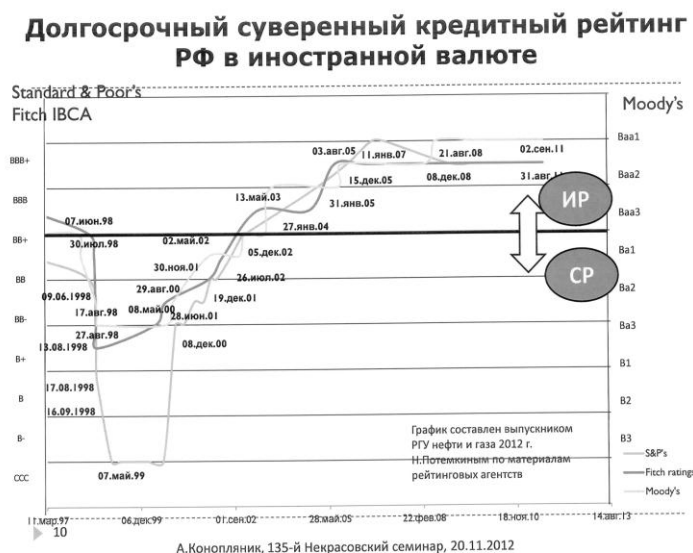 Долгосрочный суверенный кредитный рейтинг
РФ в иностранной валюте
Standard & Poor's
Fitch IBCA
Moody's
BBB+
BBB
BB+
BB
BB-
B+
B
B-
CCC
Baa1
Baa2
Baa3
Ba1
Ba2
Ba3
B1
B2
B3
03.авг.05
11.янв.07
21.авг.08
02.сен.11
15.дек.05
08.дек.08
31.авг.
13.май.03
31.янв.05
ИР
07.июн.98
27.янв.04
30.июл.98
02.май.02
05.дек.02
30.ноя.01
26.июл.02
СР
09.06.1998
29.авг.00
19.дек.01
17.авг.98
08.май.00
28.июн.01
27.авг.98
13.08.1998
08.дек.00
17.08.1998
16.09.1998
07.май.99
График составлен выпускником
РГУ нефти и газа 2012 г.
Н.Потемкиным по материалам
рейтинговых агентств
S&P's
Fitch ratings
Moody's
11.мар.97
06.дек.99
01.сен.02
28.май.05
22.фев.08
18.ноя.10
14.авг.13
10
А.Конопляник, 135-й Некрасовский семинар, 20.11.2012